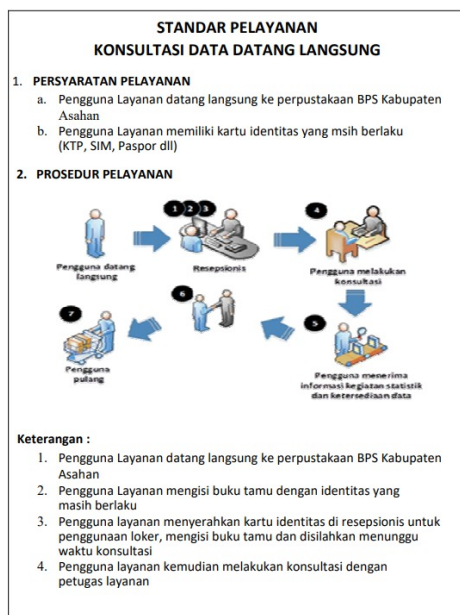 STANDAR PELAYANAN
KONSULTASI DATA DATANG LANGSUNG
1. PERSYARATAN PELAYANAN
a. Pengguna Layanan datang langsung ke perpustakaan BPS Kabupaten
Asahan
b. Pengguna Layanan memiliki kartu identitas yang msih berlaku
(KTP, SIM, Paspor dll)
2. PROSEDUR PELAYANAN
1 2 3
4
Pengguna datang
langsung
Resepsionis
Pengguna melakukan
konsultasi
7
6
5
Pengguna
pulang
Pengguna menerima
informasi kegiatan statistik
dan ketersediaan data
Keterangan :
1. Pengguna Layanan datang langsung ke perpustakaan BPS Kabupaten
Asahan
2. Pengguna Layanan mengisi buku tamu dengan identitas yang
masih berlaku
3. Pengguna layanan menyerahkan kartu identitas di resepsionis untuk
penggunaan loker, mengisi buku tamu dan disilahkan menunggu
waktu konsultasi
4. Pengguna layanan kemudian melakukan konsultasi dengan
petugas layanan